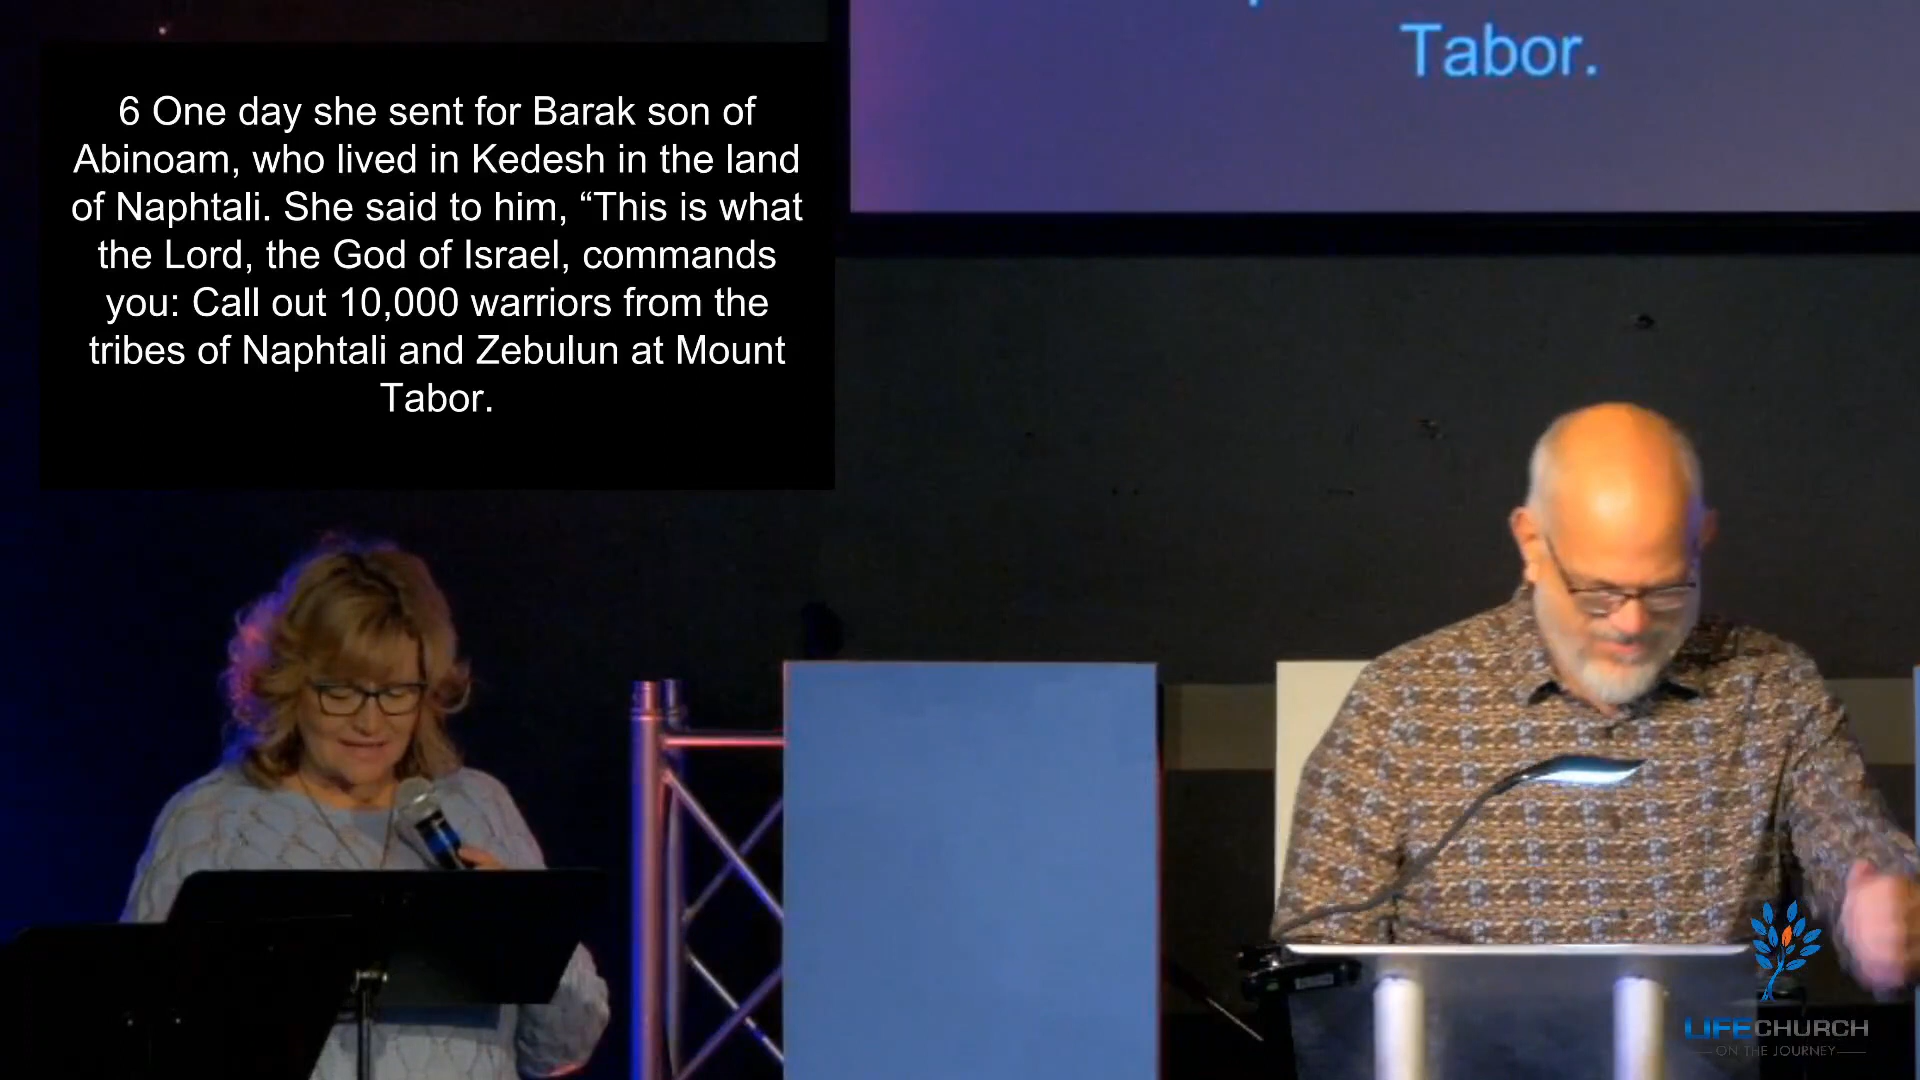 Tabor.
6 One day she sent for Barak son of
Abinoam, who lived in Kedesh in the land
of Naphtali. She said to him, “This is what
the Lord, the God of Israel, commands
you: Call out 10,000 warriors from the
tribes of Naphtali and Zebulun at Mount
Tabor.
LIFECHURCH
ON THE JOURNEY